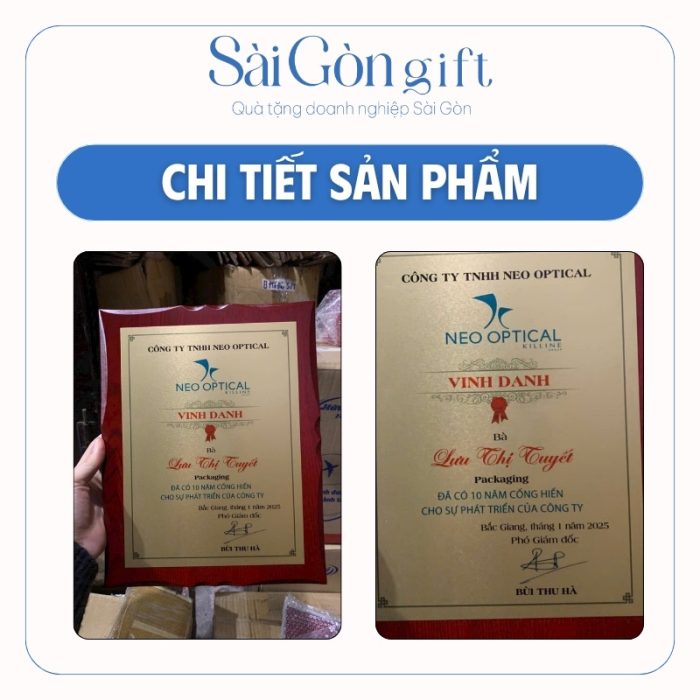 Sài Gòn gift
Quà tặng doanh nghiệp Sài Gòn
CHI TIẾT SẢN PHẨM
CÔNG TY TNHH NEO OPTICAL
NEO OPTICAL
KILLINE
VINH DANH
Bà
Lưu Thị Tuyết
Packaging
ĐÃ CÓ 10 NĂM CỐNG HIẾN
CHO SỰ PHÁT TRIỂN CỦA CÔNG TY
Bắc Giang, tháng 1 năm 2025
Phó Giám đốc
BÙI THU HÀ
CÔNG TY TNHH NEO OPTICAL
NEO OPTICAL
KILLINE
VINH DANH
Bà
Lưu Thị Tuyết
Packaging
ĐÃ CÓ 10 NĂM CỐNG HIẾN
CHO SỰ PHÁT TRIỂN CỦA CÔNG TY
Bắc Giang, tháng 1 năm 2025
Phó Giám đốc
BÙI THU HÀ